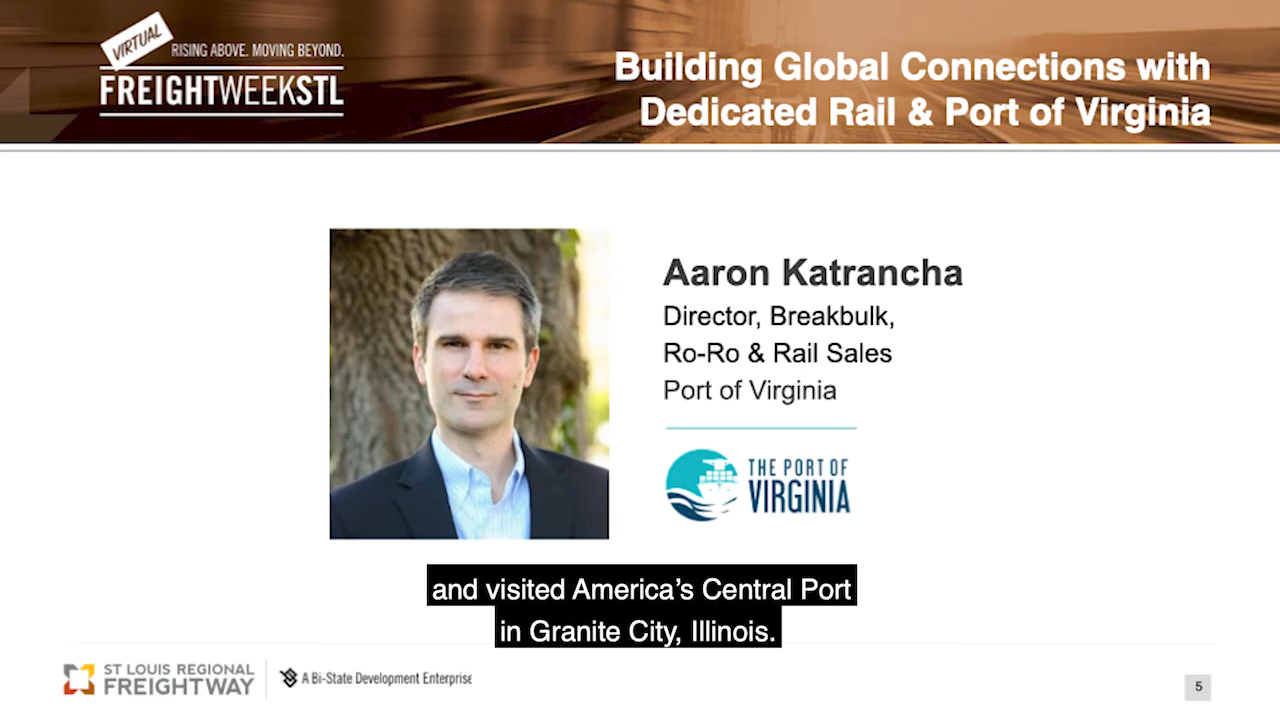 VIRTUAL
RISING ABOVE. MOVING BEYOND.
FREIGHTWEEKSTL
Building Global Connections with
Dedicated Rail & Port of Virginia
Aaron Katrancha
Director, Breakbulk,
Ro-Ro & Rail Sales
Port of Virginia
THE PORT OF
VIRGINIA
and visited America’s Central Port
in Granite City, Illinois.
ST LOUIS REGIONAL
FREIGHTWAY
A Bi-State Development Enterprise
5